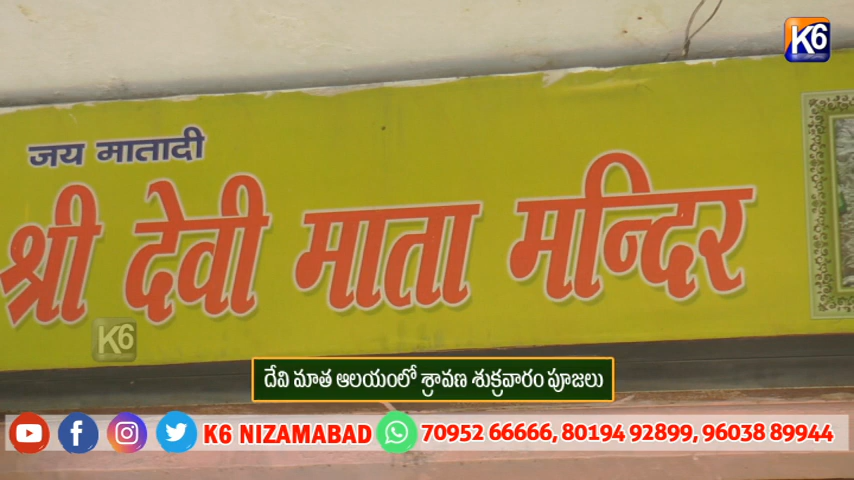 K6
जय मातादी
श्री देवी माता मन्दिर
K6
దేవి మాత ఆలయంలో శ్రావణ శుక్రవారం పూజలు
K6 NIZAMABAD 70952 66666, 80194 92899, 96038 89944